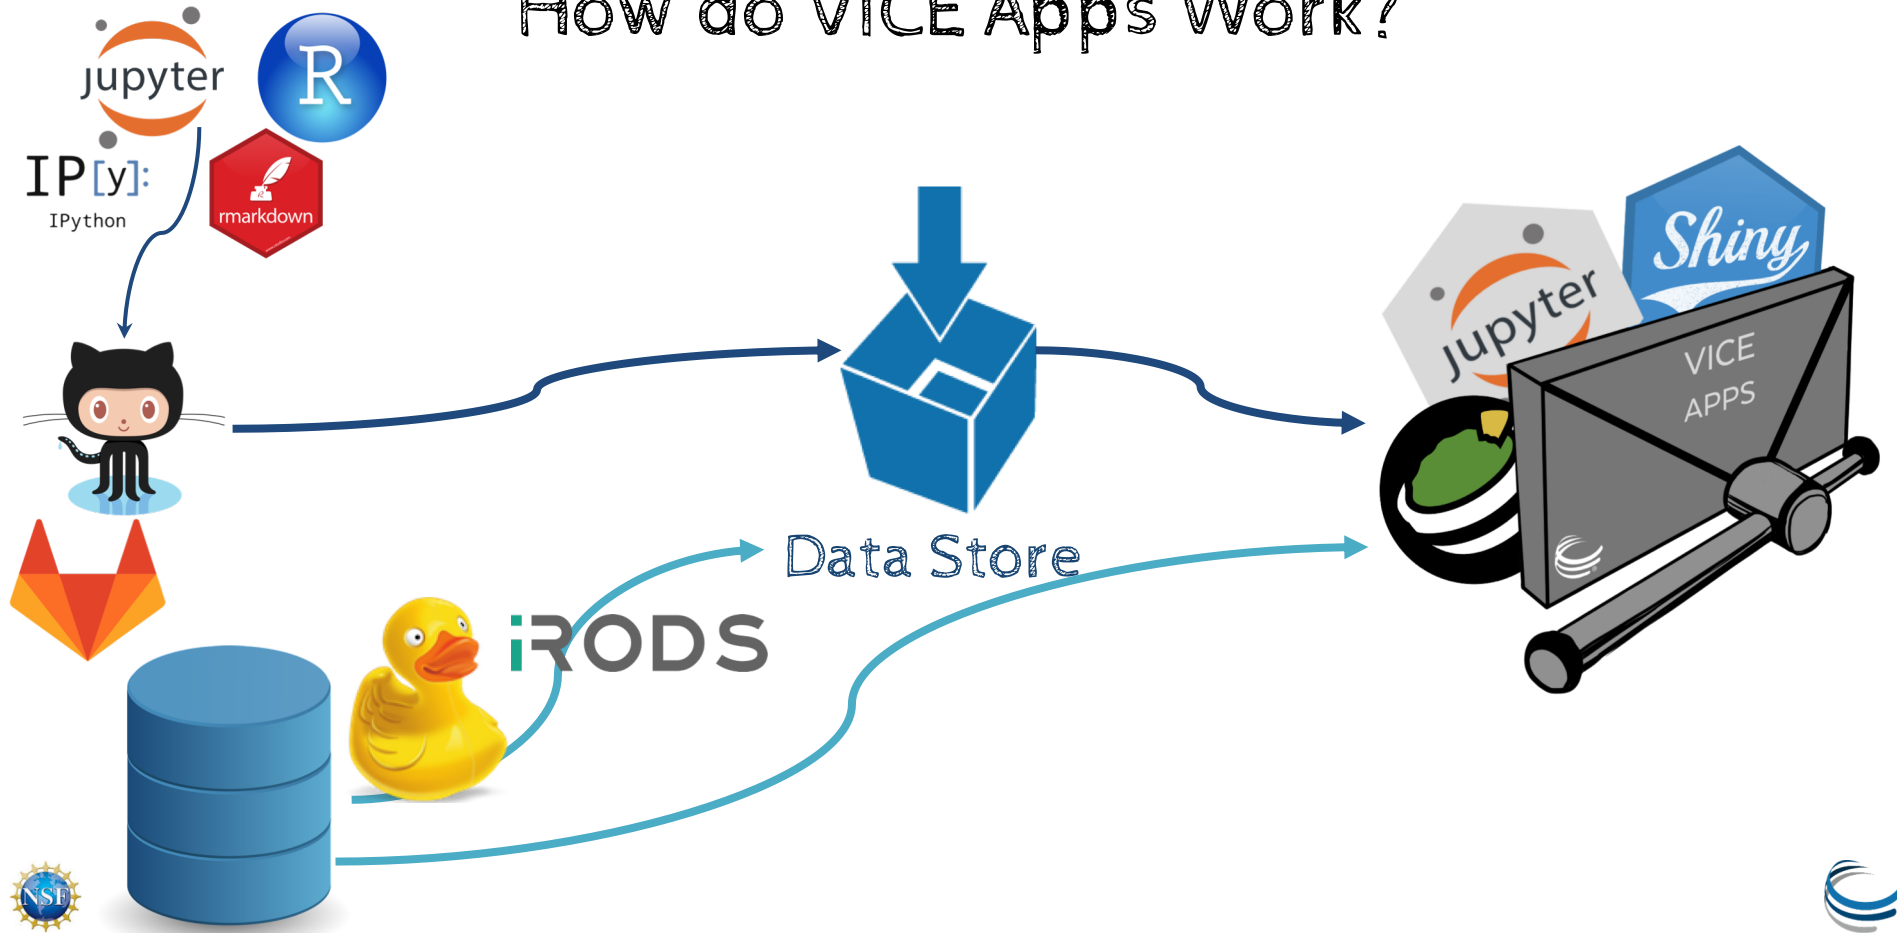 How do VICE Apps Work?
jupyter
R
IP[y]:
IPython
rmarkdown
Shiny
jupyter
VICE
APPS
Data Store
iRODS
NSF